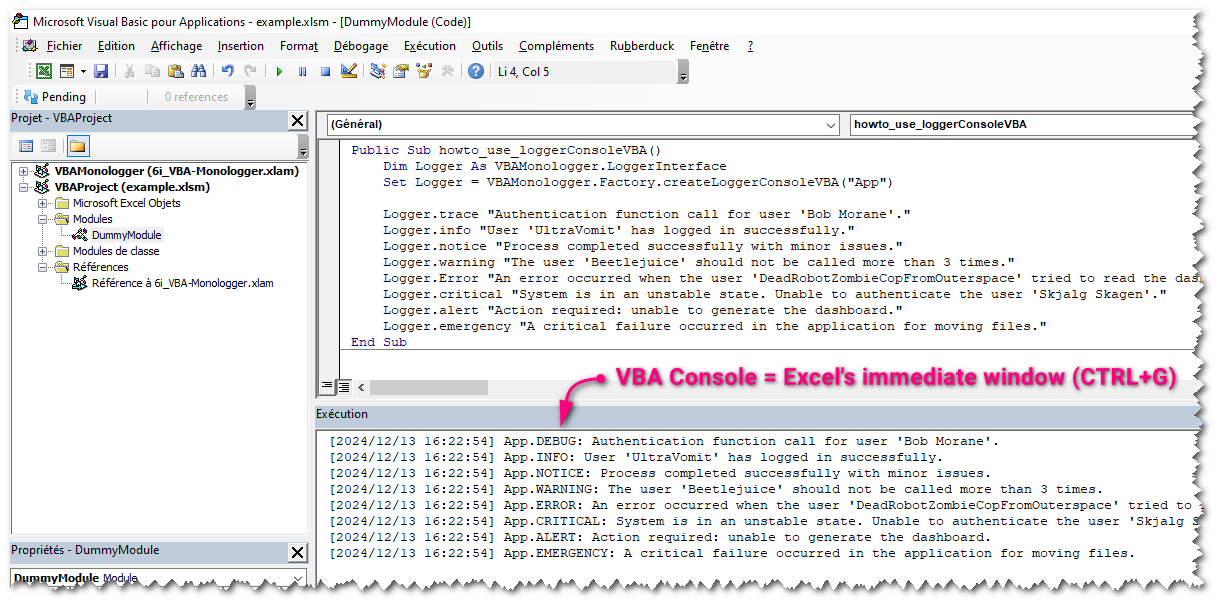 Microsoft Visual Basic pour Applications - example.xlsm - [DummyModule (Code)]
Fichier Edition Affichage Insertion Format Débogage Exécution Outils Compléments Rubberduck Fenêtre ?
Li 4, Col 5
Pending 0 references
Projet - VBAProject
VBAMonologger (6i_VBA-Monologger.xlam)
VBAProject (example.xlsm)
Microsoft Excel Objets
Modules
DummyModule
Modules de classe
Références
Référence à 6i_VBA-Monologger.xlam
Propriétés - DummyModule
DummyModule Module
(Général) howto_use_loggerConsoleVBA
Public Sub howto_use_loggerConsoleVBA()
Dim Logger As VBAMonologger.LoggerInterface
Set Logger = VBAMonologger.Factory.createLoggerConsoleVBA("App")
Logger.trace "Authentication function call for user 'Bob Morane'."
Logger.info "User 'UltraVomit' has logged in successfully."
Logger.notice "Process completed successfully with minor issues."
Logger.warning "The user 'Beetlejuice' should not be called more than 3 times."
Logger.Error "An error occurred when the user 'DeadRobotZombieCopFromOuterspace' tried to read the das
Logger.critical "System is in an unstable state. Unable to authenticate the user 'Skjalg Skagen'."
Logger.alert "Action required: unable to generate the dashboard."
Logger.emergency "A critical failure occurred in the application for moving files."
End Sub
VBA Console = Excel's immediate window (CTRL+G)
Exécution
[2024/12/13 16:22:54] App.DEBUG: Authentication function call for user 'Bob Morane'.
[2024/12/13 16:22:54] App.INFO: User 'UltraVomit' has logged in successfully.
[2024/12/13 16:22:54] App.NOTICE: Process completed successfully with minor issues.
[2024/12/13 16:22:54] App.WARNING: The user 'Beetlejuice' should not be called more than 3 times.
[2024/12/13 16:22:54] App.ERROR: An error occurred when the user 'DeadRobotZombieCopFromOuterspace' tried to
[2024/12/13 16:22:54] App.CRITICAL: System is in an unstable state. Unable to authenticate the user 'Skjalg S
[2024/12/13 16:22:54] App.ALERT: Action required: unable to generate the dashboard.
[2024/12/13 16:22:54] App.EMERGENCY: A critical failure occurred in the application for moving files.